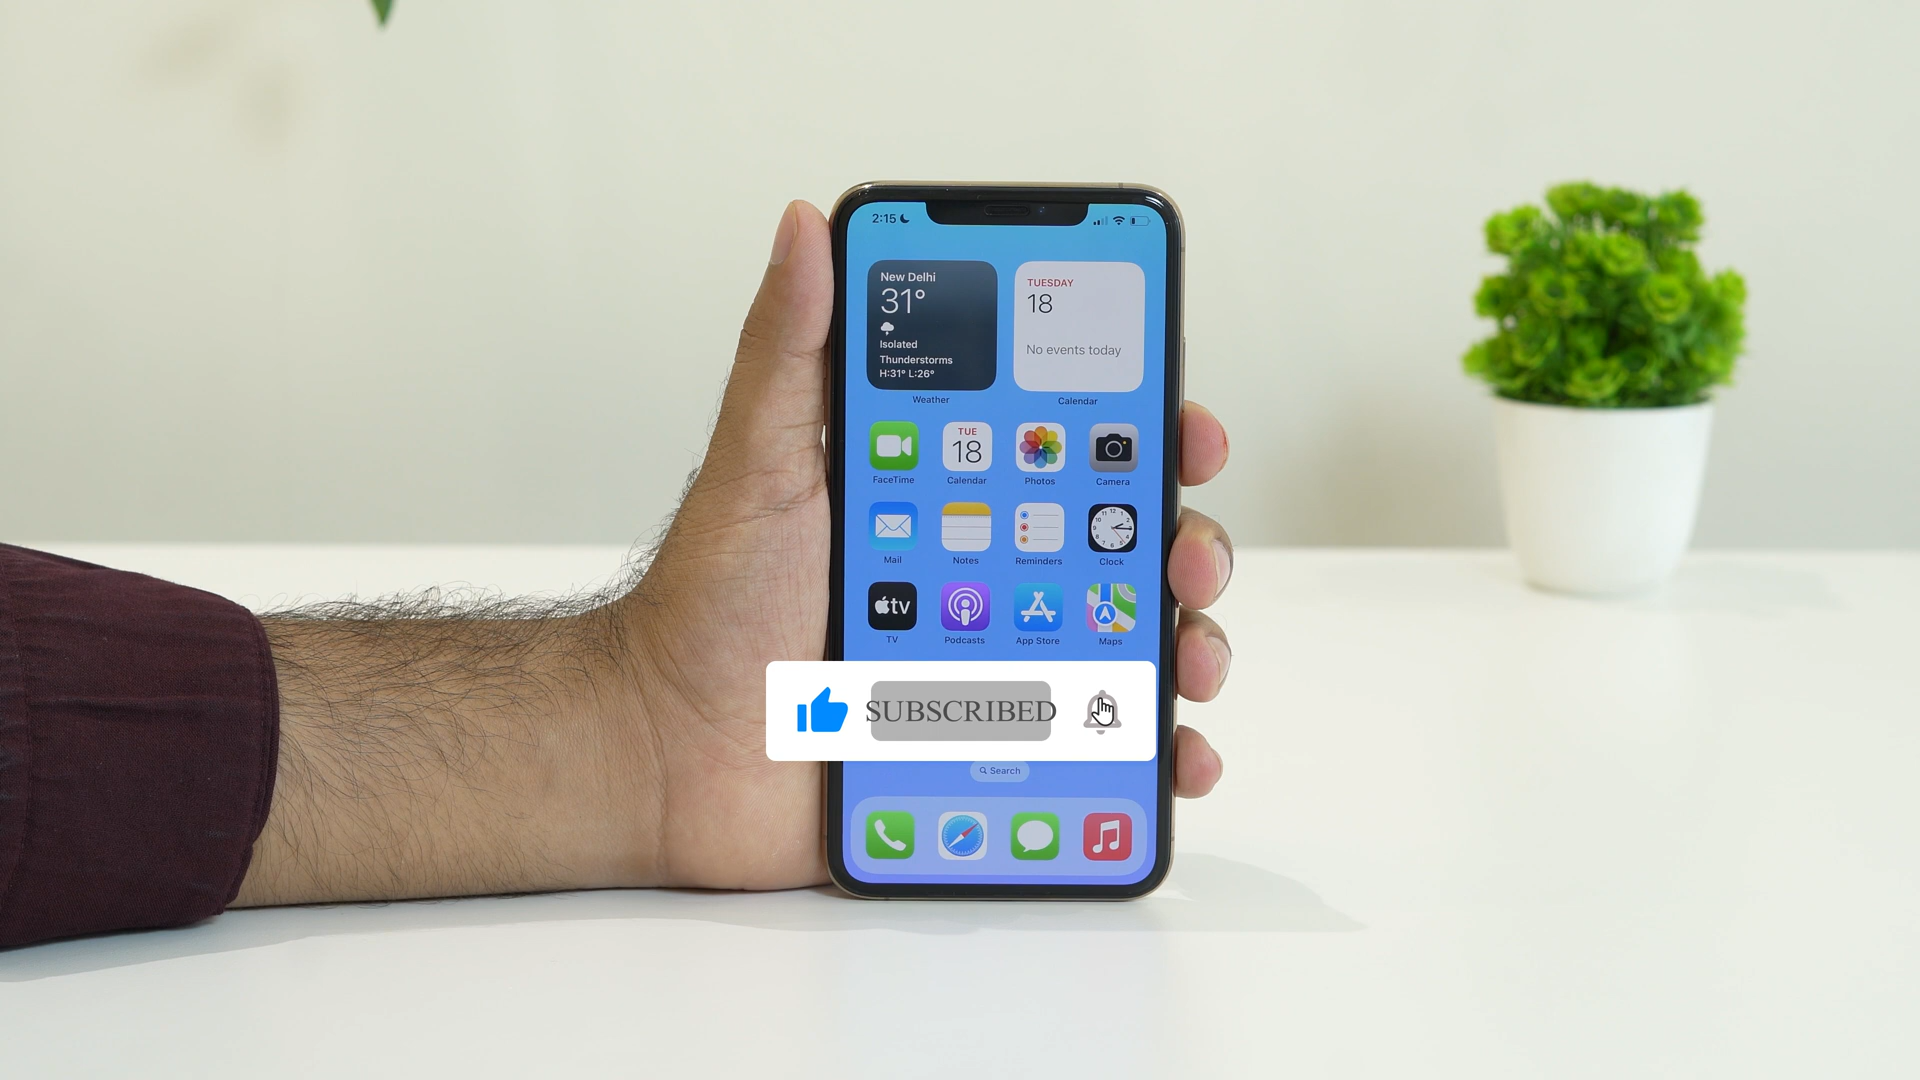 2:15
New Delhi
31°
Isolated
Thunderstorms
H:31° L:26°
Weather
TUESDAY
18
No events today
Calendar
FaceTime
TUE
18
Calendar
Photos
Camera
Mail
Notes
Reminders
Clock
tv
TV
Podcasts
App Store
Maps
SUBSCRIBED
Search